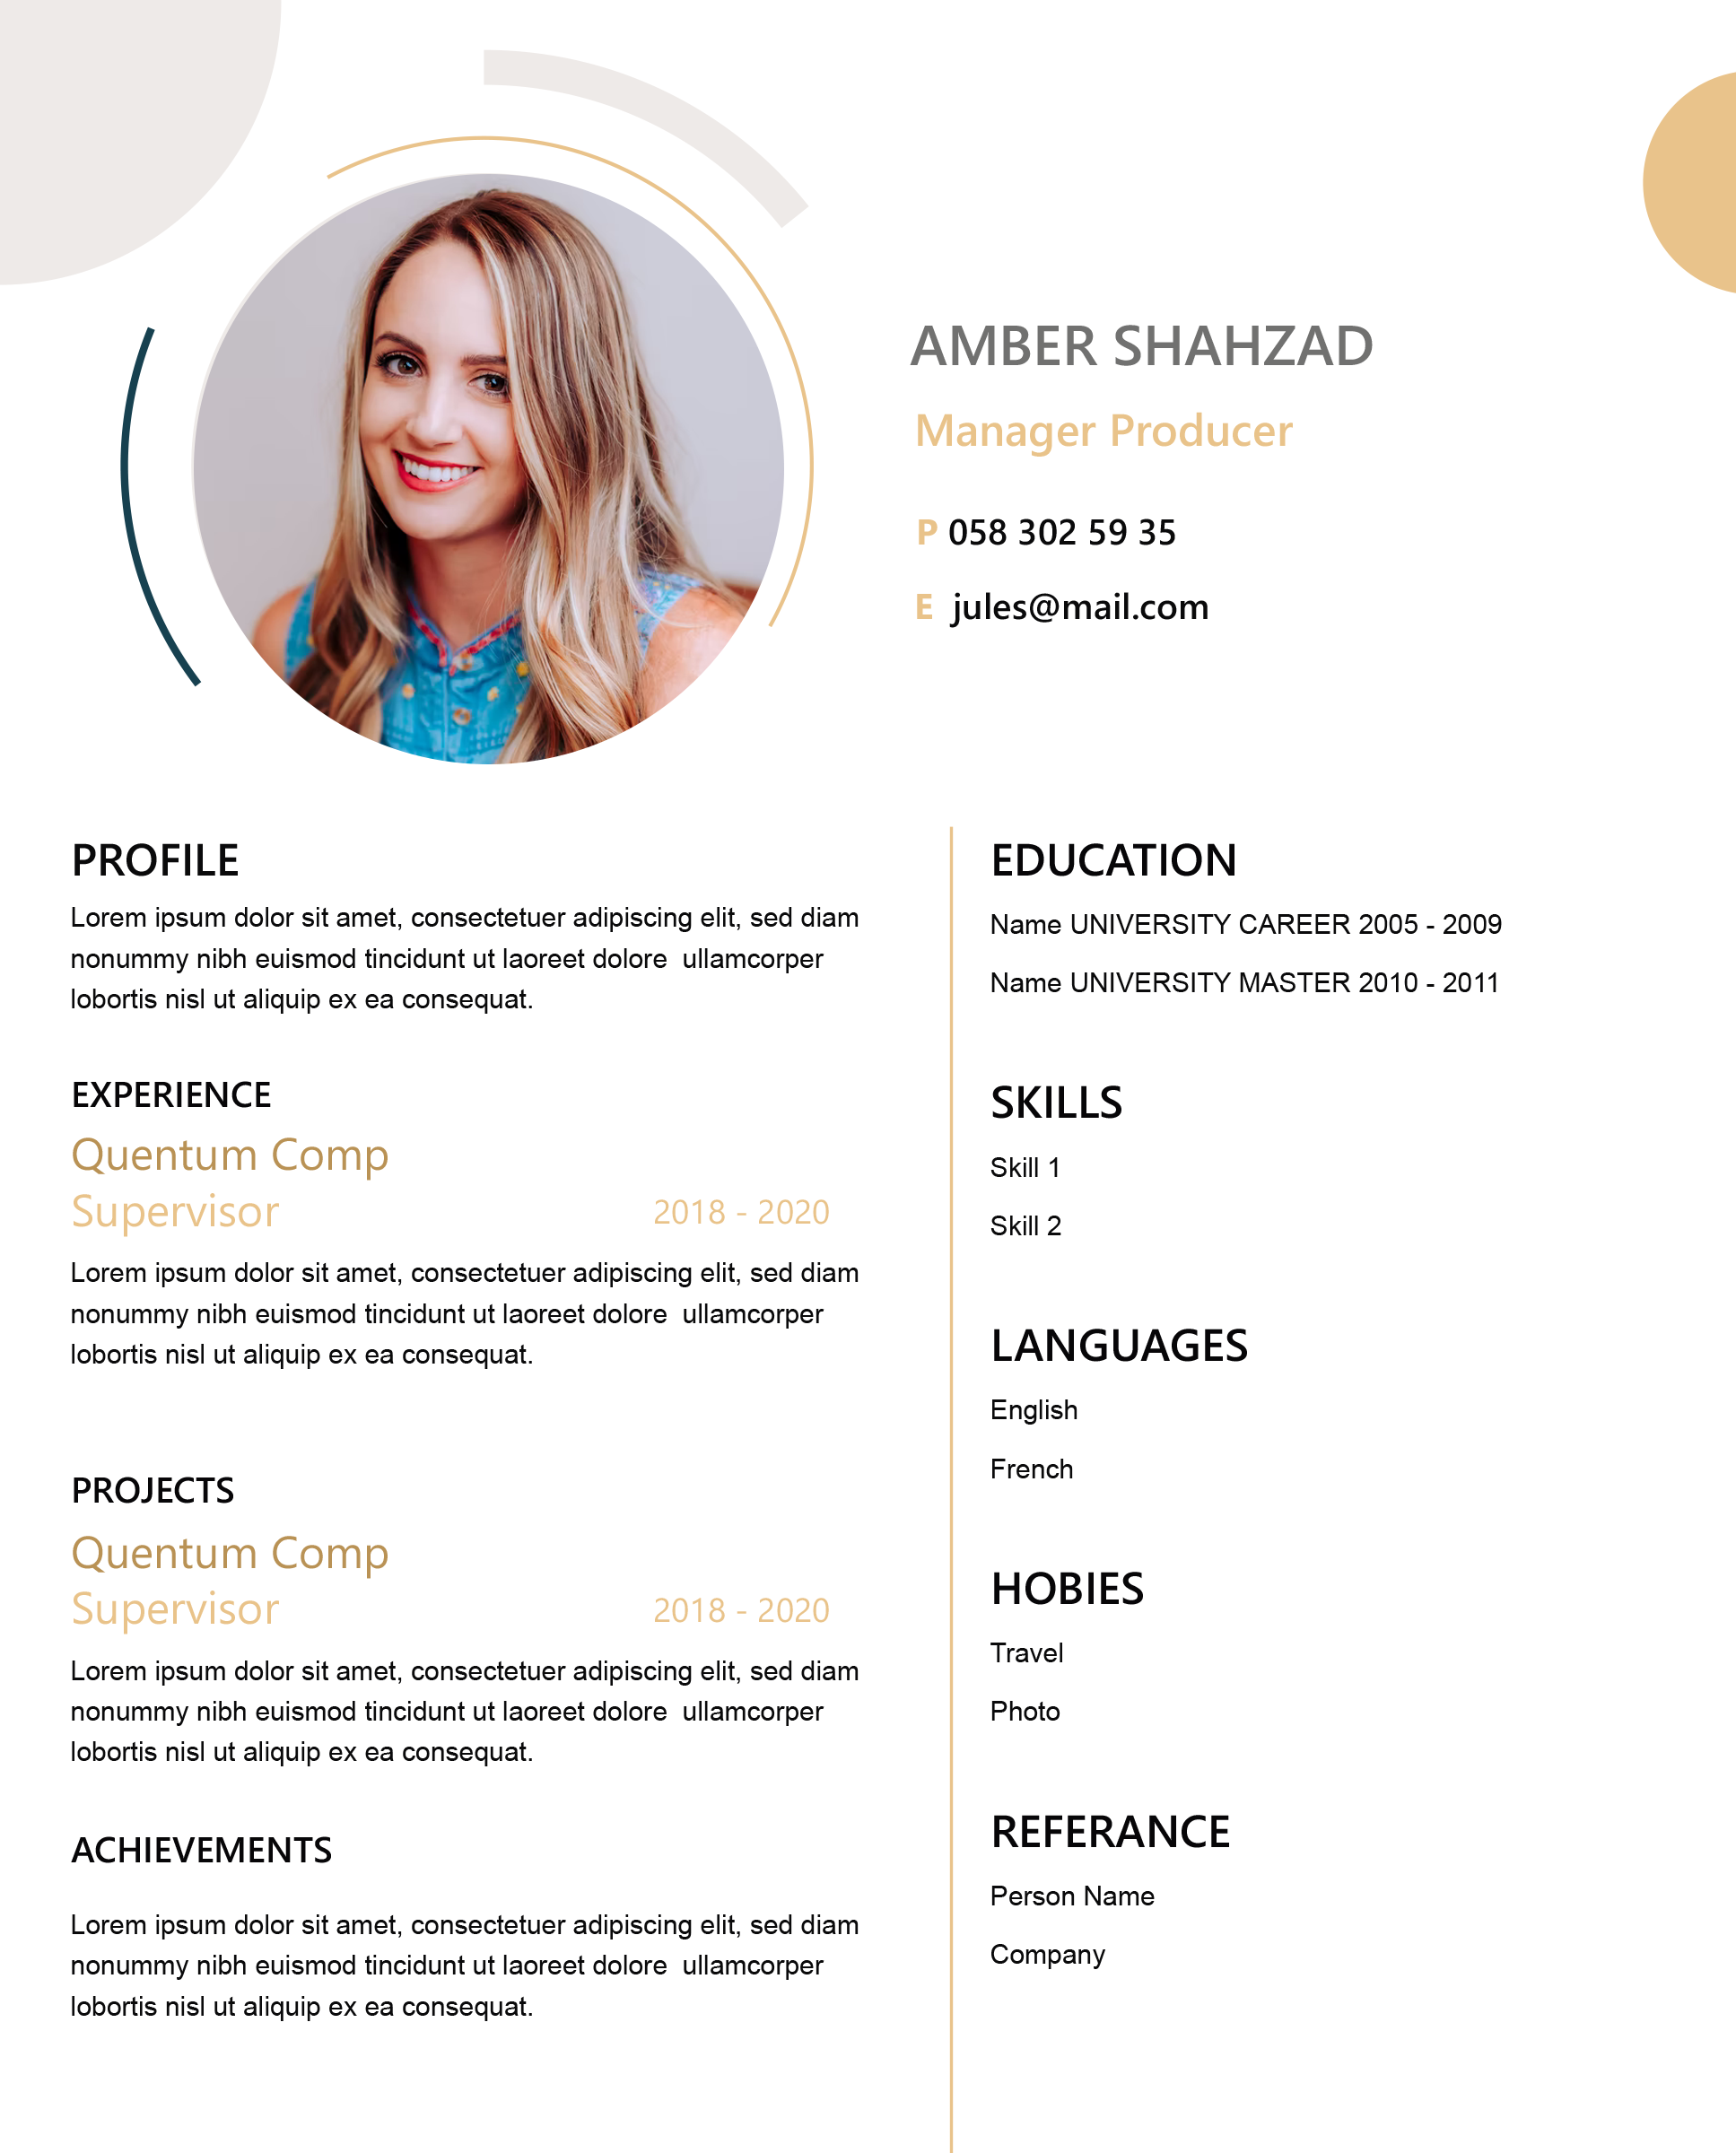 AMBER SHAHZAD
Manager Producer
P 058 302 59 35
E jules@mail.com
PROFILE
Lorem ipsum dolor sit amet, consectetuer adipiscing elit, sed diam
nonummy nibh euismod tincidunt ut laoreet dolore  ullamcorper
lobortis nisl ut aliquip ex ea consequat.
EXPERIENCE
Quentum Comp
Supervisor 2018 - 2020
Lorem ipsum dolor sit amet, consectetuer adipiscing elit, sed diam
nonummy nibh euismod tincidunt ut laoreet dolore  ullamcorper
lobortis nisl ut aliquip ex ea consequat.
PROJECTS
Quentum Comp
Supervisor 2018 - 2020
Lorem ipsum dolor sit amet, consectetuer adipiscing elit, sed diam
nonummy nibh euismod tincidunt ut laoreet dolore  ullamcorper
lobortis nisl ut aliquip ex ea consequat.
ACHIEVEMENTS
Lorem ipsum dolor sit amet, consectetuer adipiscing elit, sed diam
nonummy nibh euismod tincidunt ut laoreet dolore  ullamcorper
lobortis nisl ut aliquip ex ea consequat.
EDUCATION
Name UNIVERSITY CAREER 2005 - 2009
Name UNIVERSITY MASTER 2010 - 2011
SKILLS
Skill 1
Skill 2
LANGUAGES
English
French
HOBIES
Travel
Photo
REFERANCE
Person Name
Company